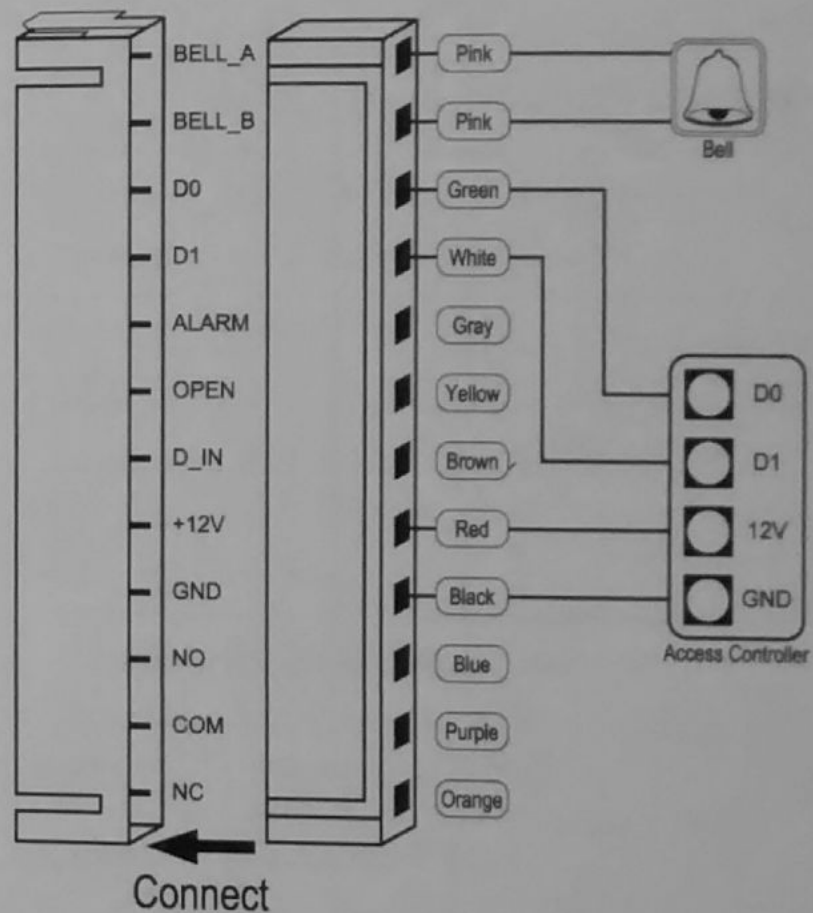 BELL_A Pink
BELL_B Pink
Bell
D0 Green
D1 White
ALARM Gray
OPEN Yellow D0
D_IN Brown D1
+12V Red 12V
GND Black GND
NO Blue Access Controller
COM Purple
NC Orange
Connect